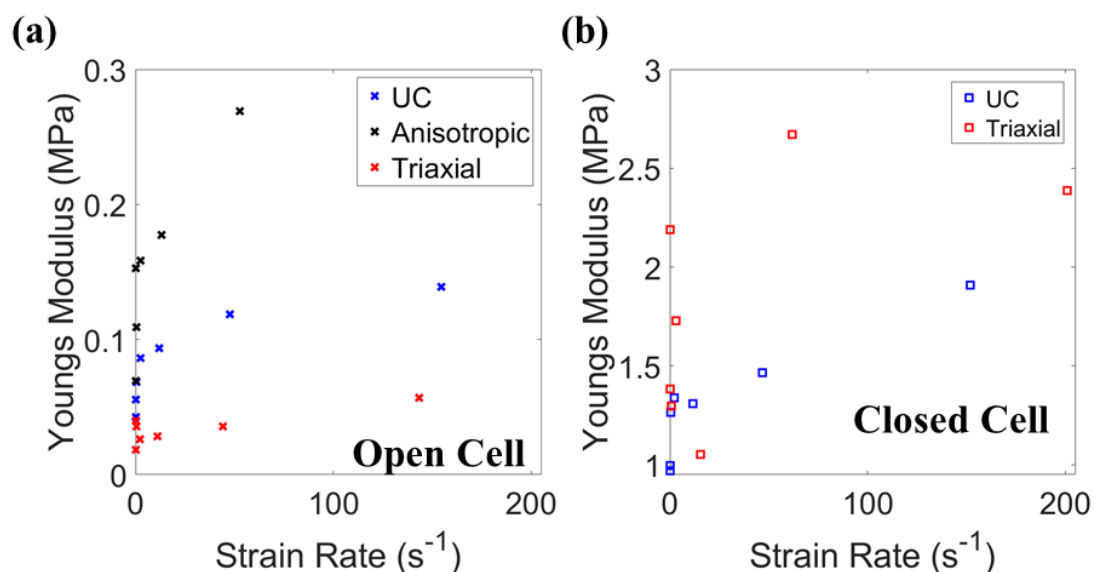 (a)
Youngs Modulus (MPa)
0.3
0.2
0.1
0
UC
Anisotropic
Triaxial
Open Cell
0
100
200
Strain Rate (s⁻¹)
(b)
Youngs Modulus (MPa)
3
2.5
2
1.5
1
UC
Triaxial
Closed Cell
0
100
200
Strain Rate (s⁻¹)